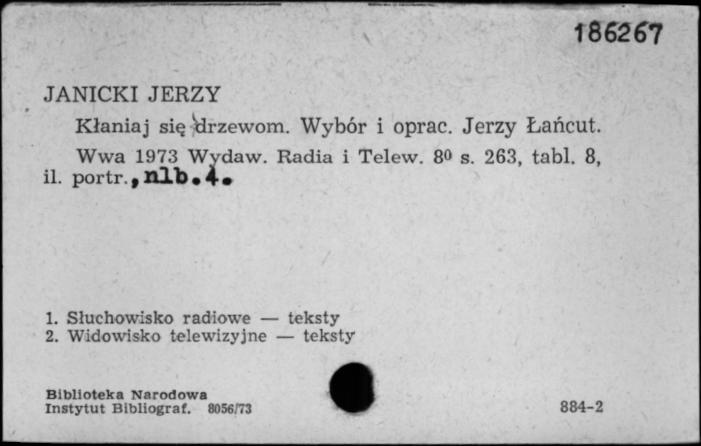 186267
JANICKI JERZY
Kłaniaj się drzewom. Wybór i oprac. Jerzy Łańcut.
Wwa 1973 Wydaw. Radia i Telew. 8⁰ s. 263, tabl. 8,
il. portr., nlb.4.
1. Słuchowisko radiowe — teksty
2. Widowisko telewizyjne — teksty
Biblioteka Narodowa
Instytut Bibliograf. 8056/73
884-2